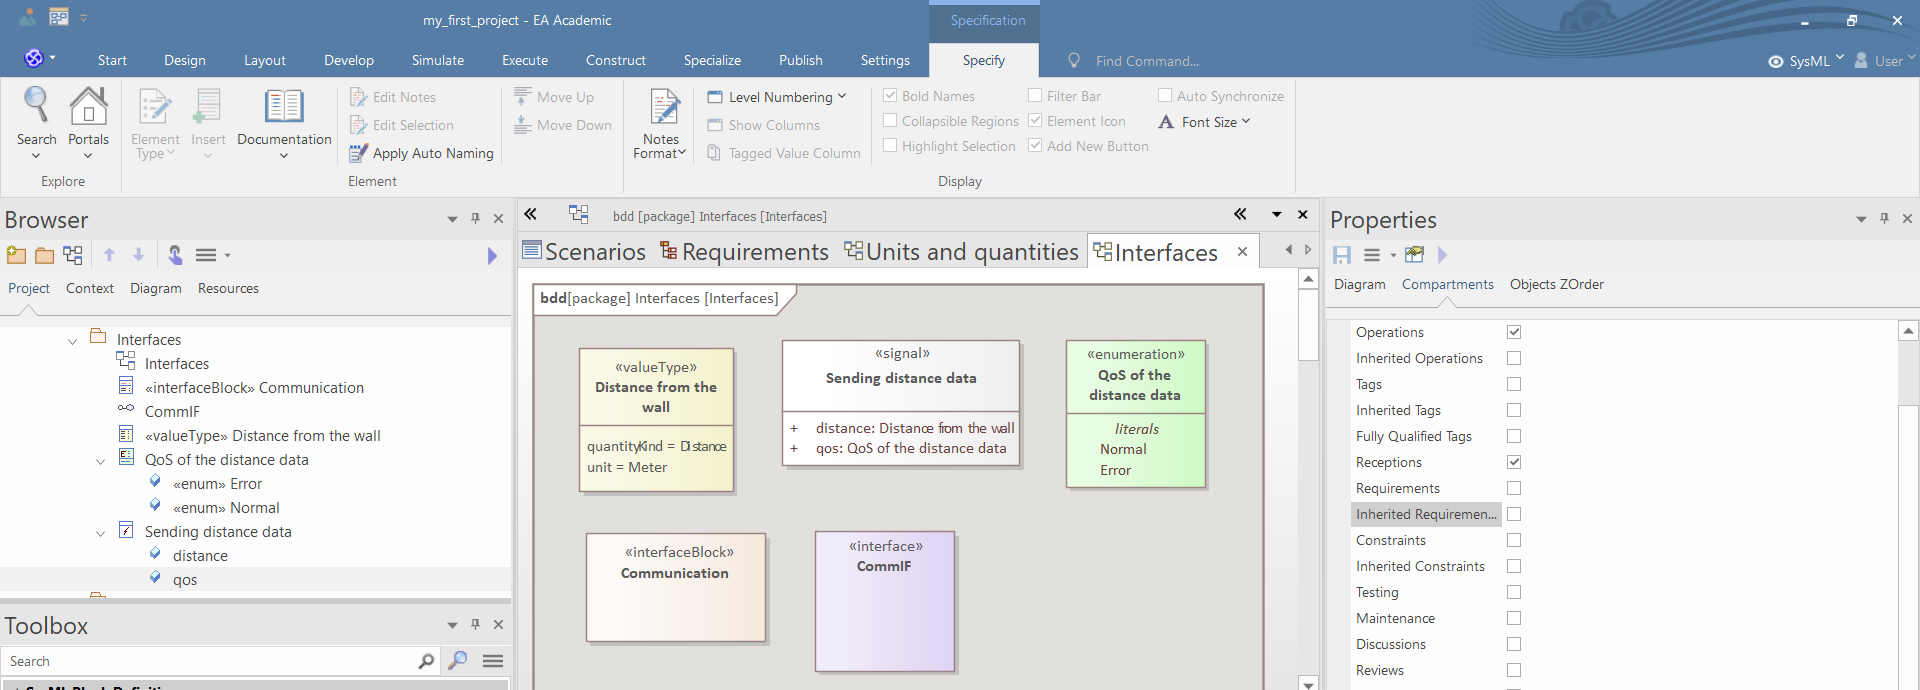 my_first_project - EA Academic
Specification
Start
Design
Layout
Develop
Simulate
Execute
Construct
Specialize
Publish
Settings
Specify
Find Command...
SysML
User
Search
Portals
Explore
Element Type
Insert
Documentation
Edit Notes
Edit Selection
Apply Auto Naming
Move Up
Move Down
Element
Notes Format
Level Numbering
Show Columns
Tagged Value Column
Bold Names
Collapsible Regions
Highlight Selection
Filter Bar
Element Icon
Add New Button
Auto Synchronize
Font Size
Display
Browser
Project
Context
Diagram
Resources
Interfaces
Interfaces
«interfaceBlock» Communication
CommIF
«valueType» Distance from the wall
QoS of the distance data
«enum» Error
«enum» Normal
Sending distance data
distance
qos
Toolbox
Search
bdd [package] Interfaces [Interfaces]
Scenarios
Requirements
Units and quantities
Interfaces
bdd[package] Interfaces [Interfaces]
«valueType»
Distance from the
wall
quantityKind = Distance
unit = Meter
«signal»
Sending distance data
+ distance: Distance from the wall
+ qos: QoS of the distance data
«enumeration»
QoS of the
distance data
literals
Normal
Error
«interfaceBlock»
Communication
«interface»
CommIF
Properties
Diagram
Compartments
Objects ZOrder
Operations
Inherited Operations
Tags
Inherited Tags
Fully Qualified Tags
Receptions
Requirements
Inherited Requiremen...
Constraints
Inherited Constraints
Testing
Maintenance
Discussions
Reviews